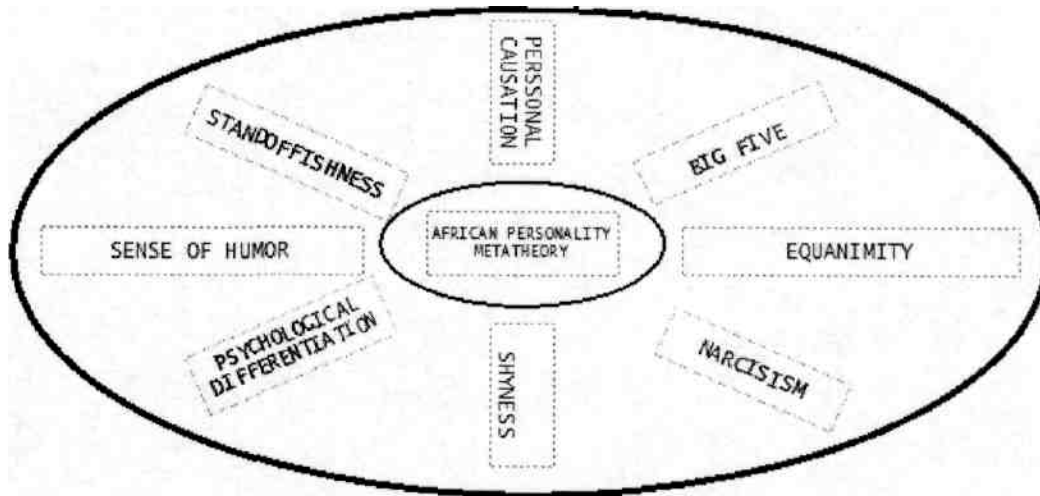 PERSSONAL
CAUSATION
STANDOFFISHNESS
BIG FIVE
AFRICAN PERSONALITY
METATHEORY
SENSE OF HUMOR
EQUANIMITY
PSYCHOLOGICAL
DIFFERENTIATION
SHYNESS
NARCISISM